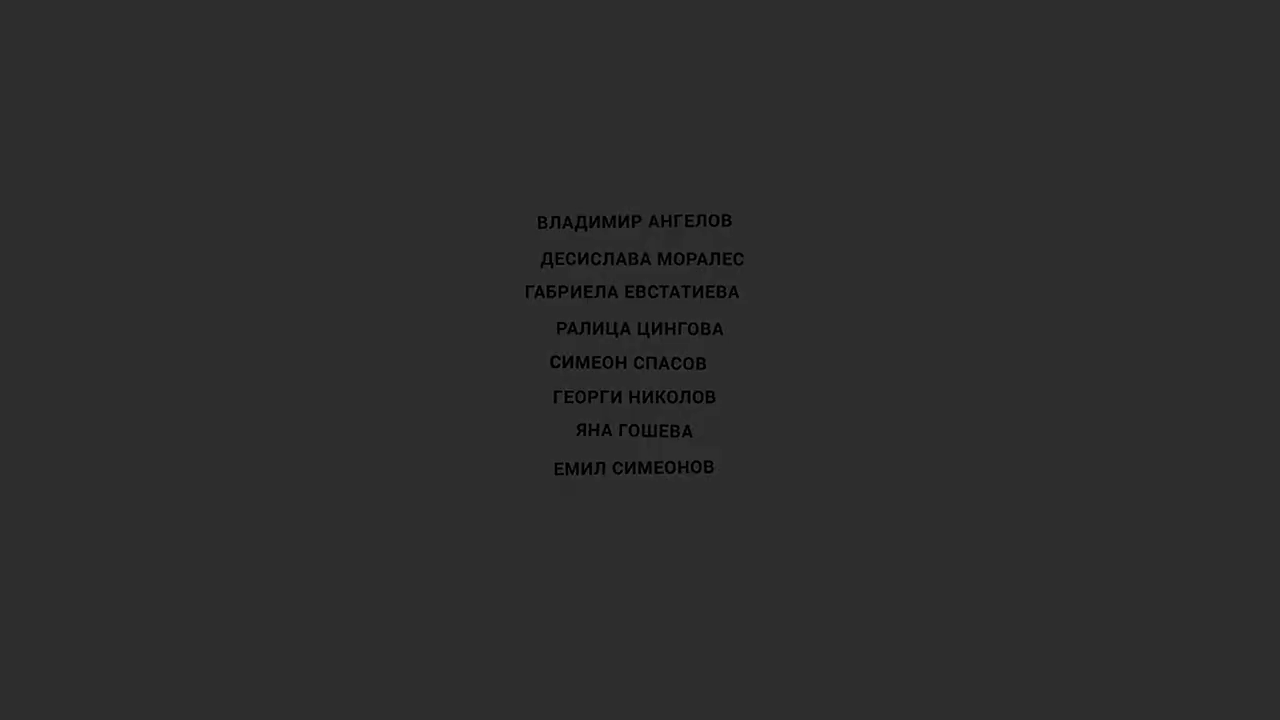 ВЛАДИМИР АНГЕЛОВ
ДЕСИСЛАВА МОРАЛЕС
ГАБРИЕЛА ЕВСТАТИЕВА
РАЛИЦА ЦИНГОВА
СИМЕОН СПАСОВ
ГЕОРГИ НИКОЛОВ
ЯНА ГОШЕВА
ЕМИЛ СИМЕОНОВ